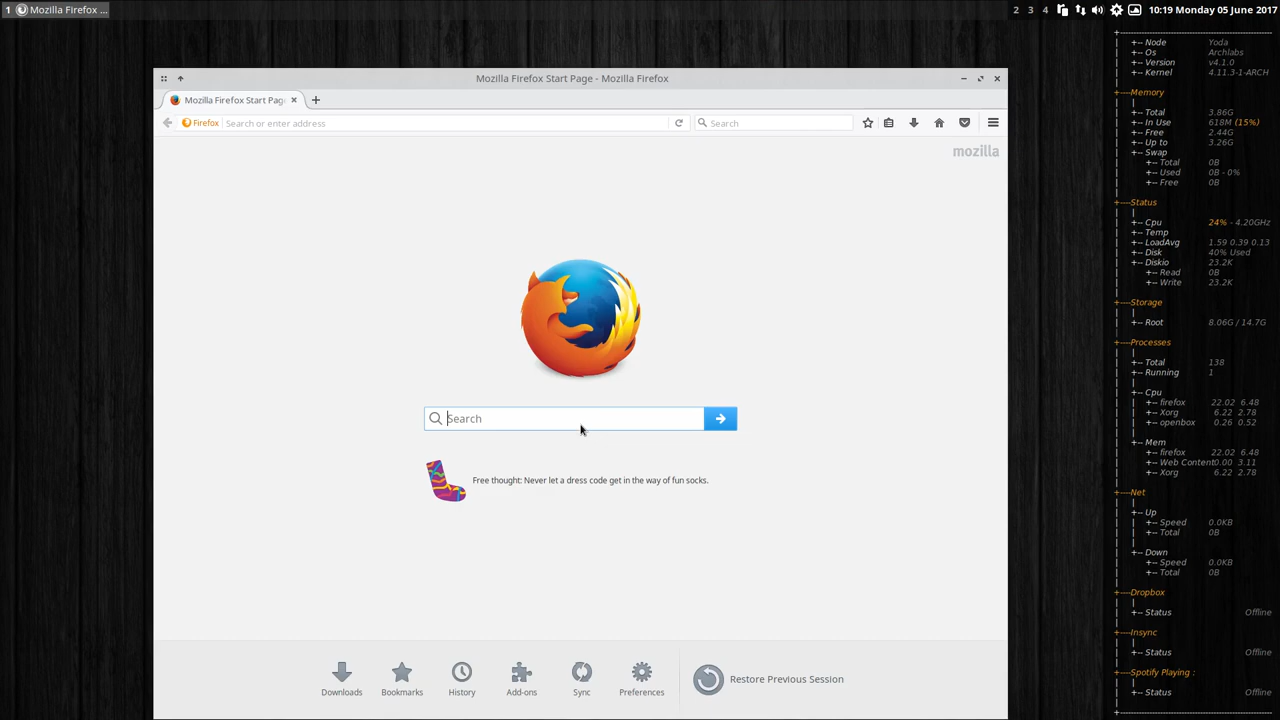 1 Mozilla Firefox ...
2 3 4
10:19 Monday 05 June 2017
Mozilla Firefox Start Page - Mozilla Firefox
Mozilla Firefox Start Pag
Firefox Search or enter address
Search
mozilla
Search
Free thought: Never let a dress code get in the way of fun socks.
Downloads
Bookmarks
History
Add-ons
Sync
Preferences
Restore Previous Session
+-- Node Yoda
+-- Os Archlabs
+-- Version v4.1.0
+-- Kernel 4.11.3-1-ARCH
+----Memory
+-- Total 3.86G
+-- In Use 618M (15%)
+-- Free 2.44G
+-- Up to 3.26G
+-- Swap
+-- Total 0B
+-- Used 0B - 0%
+-- Free 0B
+----Status
+-- Cpu 24% - 4.20GHz
+-- Temp
+-- LoadAvg 1.59 0.39 0.13
+-- Disk 40% Used
+-- Diskio 23.2K
+-- Read 0B
+-- Write 23.2K
+----Storage
+-- Root 8.06G / 14.7G
+----Processes
+-- Total 138
+-- Running 1
+-- Cpu
+-- firefox 22.02 6.48
+-- Xorg 6.22 2.78
+-- openbox 0.26 0.52
+-- Mem
+-- firefox 22.02 6.48
+-- Web Content0.00 3.11
+-- Xorg 6.22 2.78
+----Net
+-- Up
+-- Speed 0.0KB
+-- Total 0B
+-- Down
+-- Speed 0.0KB
+-- Total 0B
+----Dropbox
+-- Status Offline
+----Insync
+-- Status Offline
+----Spotify Playing :
+-- Status Offline